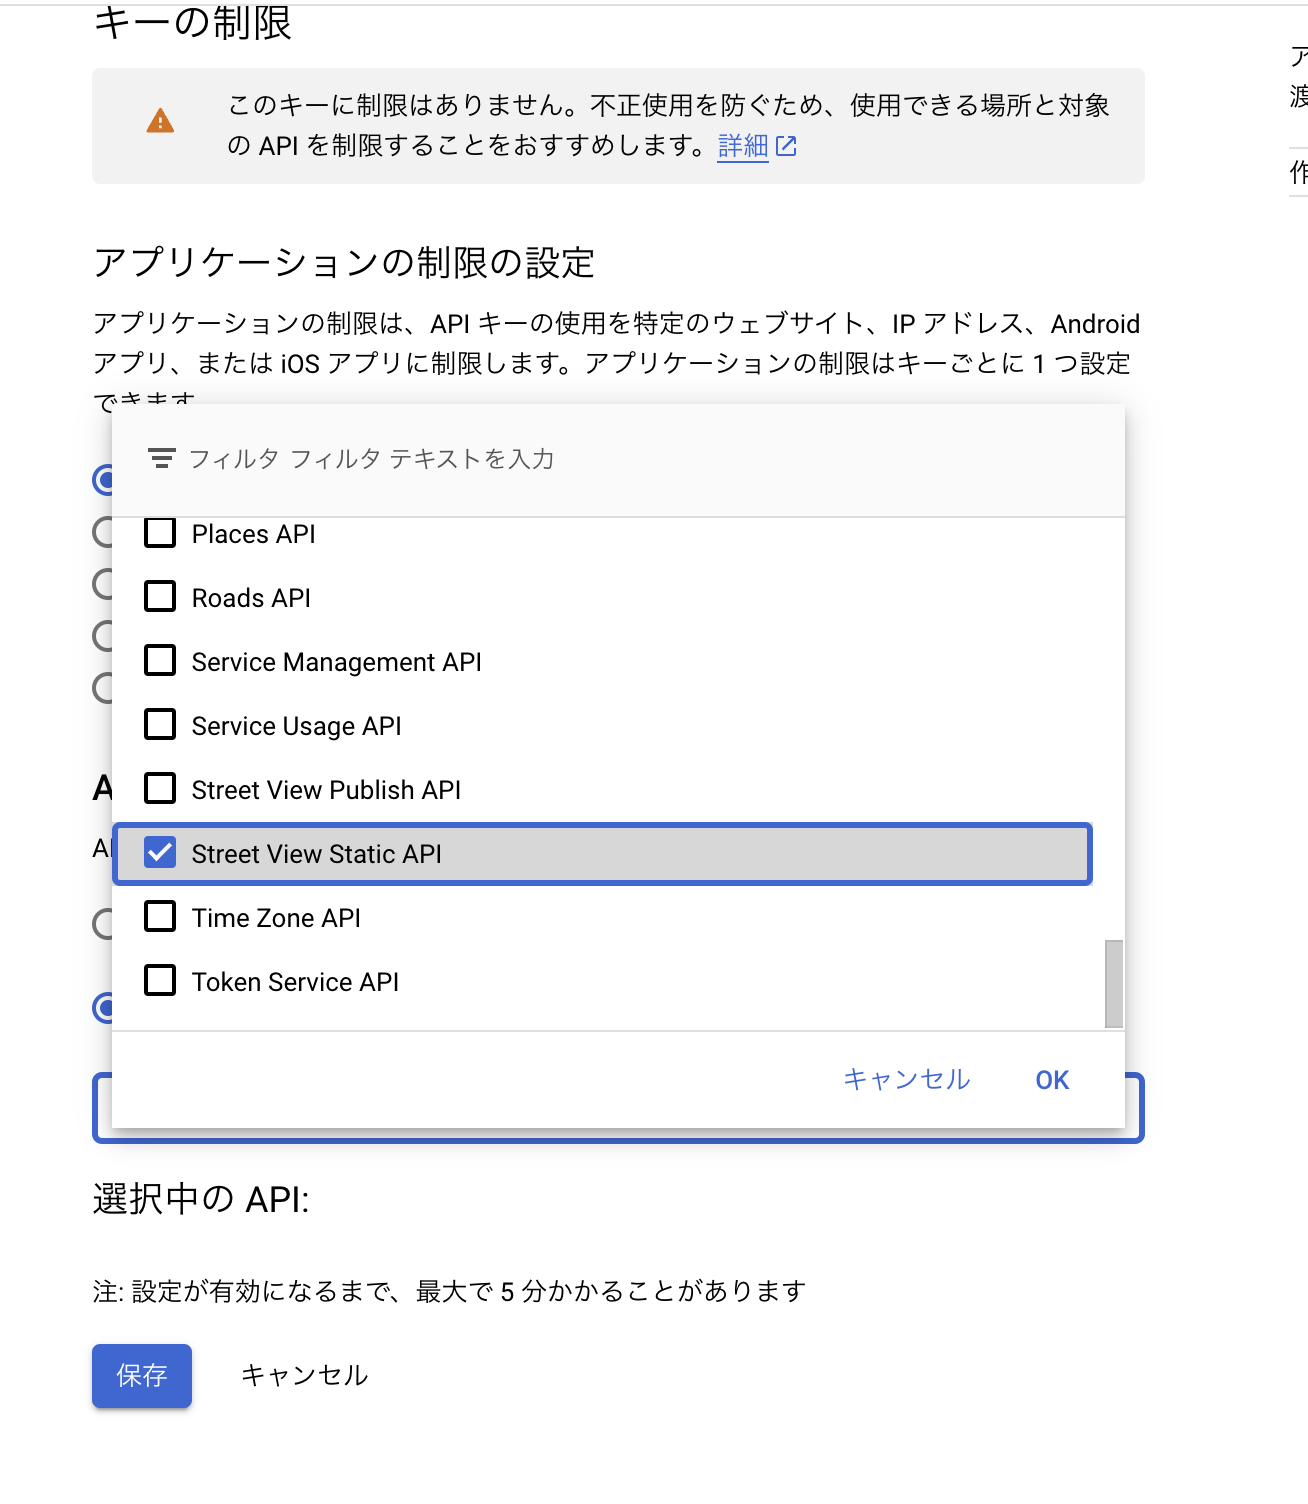 キーの制限
このキーに制限はありません。不正使用を防ぐため、使用できる場所と対象
の API を制限することをおすすめします。詳細
アプリケーションの制限の設定
アプリケーションの制限は、API キーの使用を特定のウェブサイト、IP アドレス、Android
アプリ、または iOS アプリに制限します。アプリケーションの制限はキーごとに 1 つ設定
できます
フィルタ フィルタ テキストを入力
Places API
Roads API
Service Management API
Service Usage API
Street View Publish API
Street View Static API
Time Zone API
Token Service API
キャンセル OK
選択中の API:
注: 設定が有効になるまで、最大で 5 分かかることがあります
保存 キャンセル
ア
渡
作